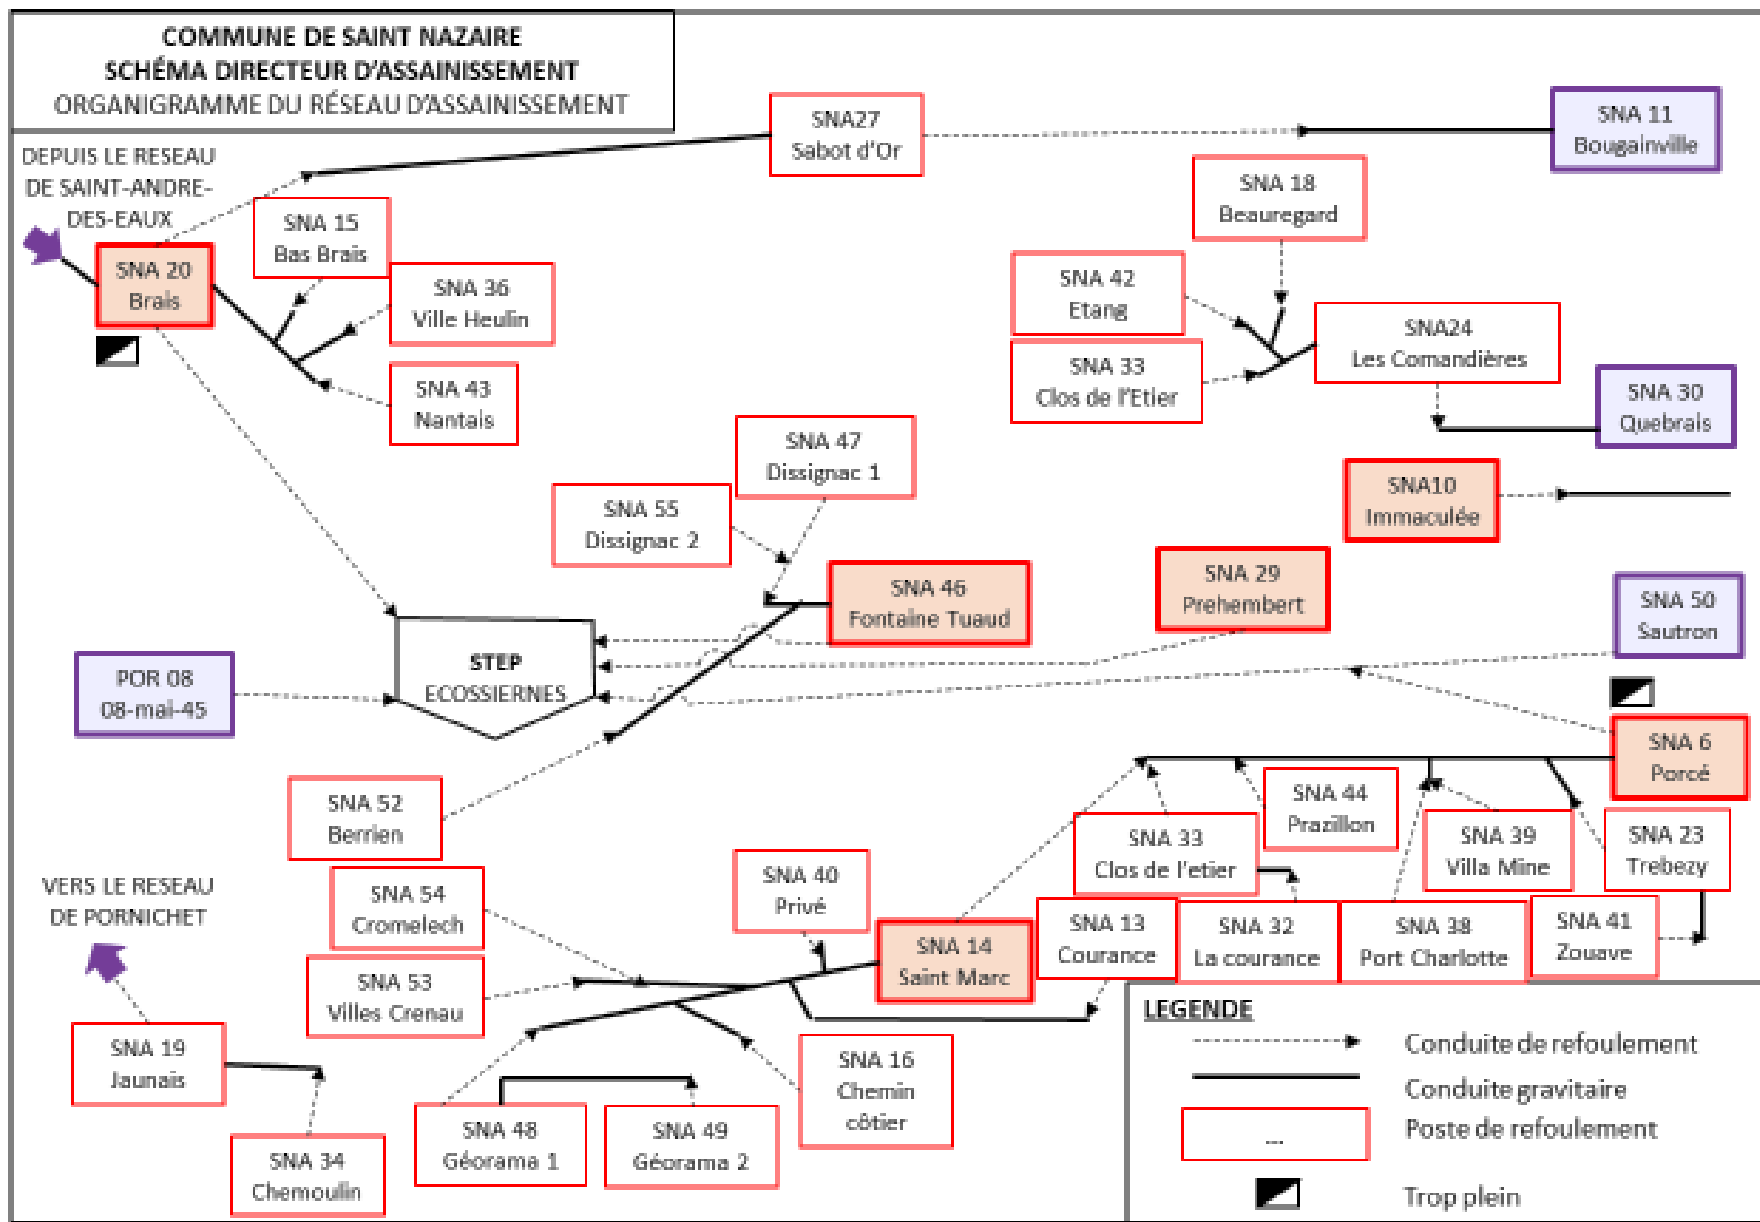 COMMUNE DE SAINT NAZAIRE
SCHÉMA DIRECTEUR D'ASSAINISSEMENT
ORGANIGRAMME DU RÉSEAU D'ASSAINISSEMENT
DEPUIS LE RESEAU
DE SAINT-ANDRE-
DES-EAUX
SNA27
Sabot d'Or
SNA 11
Bougainville
SNA 18
Beauregard
SNA 15
Bas Brais
SNA 20
Brais
SNA 36
Ville Heulin
SNA 42
Etang
SNA24
Les Comandières
SNA 33
Clos de l'Etier
SNA 43
Nantais
SNA 30
Quebrais
SNA 47
Dissignac 1
SNA 55
Dissignac 2
SNA10
Immaculée
SNA 46
Fontaine Tuaud
SNA 29
Prehembert
SNA 50
Sautron
STEP
ECOSSIERNES
POR 08
08-mai-45
SNA 6
Porcé
SNA 52
Berrien
SNA 44
Prazillon
SNA 33
Clos de l'etier
SNA 39
Villa Mine
SNA 23
Trebezy
VERS LE RESEAU
DE PORNICHET
SNA 54
Cromelech
SNA 40
Privé
SNA 14
Saint Marc
SNA 13
Courance
SNA 32
La courance
SNA 38
Port Charlotte
SNA 41
Zouave
SNA 53
Villes Crenau
SNA 19
Jaunais
SNA 16
Chemin
côtier
SNA 48
Géorama 1
SNA 49
Géorama 2
SNA 34
Chemoulin
LEGENDE
Conduite de refoulement
Conduite gravitaire
...
Poste de refoulement
Trop plein